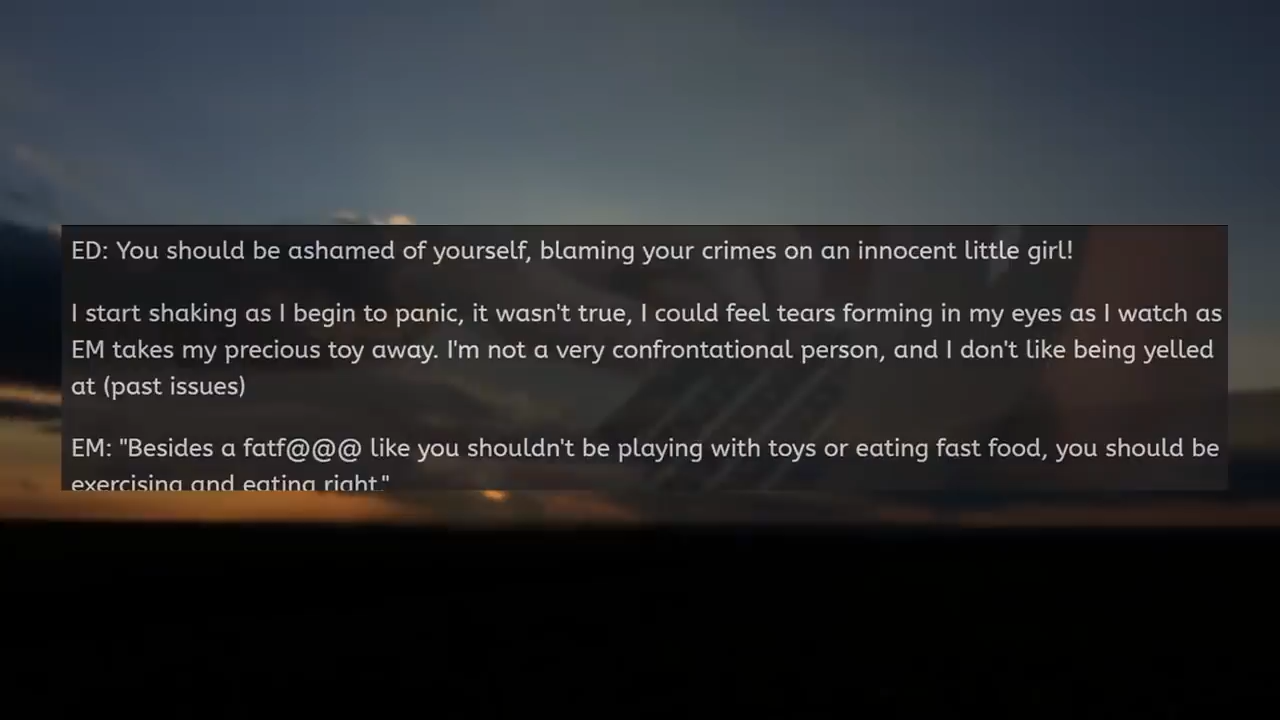 ED: You should be ashamed of yourself, blaming your crimes on an innocent little girl!
I start shaking as I begin to panic, it wasn't true, I could feel tears forming in my eyes as I watch as
EM takes my precious toy away. I'm not a very confrontational person, and I don't like being yelled
at (past issues)
EM: "Besides a fatf@@@ like you shouldn't be playing with toys or eating fast food, you should be
exercising and eating right."